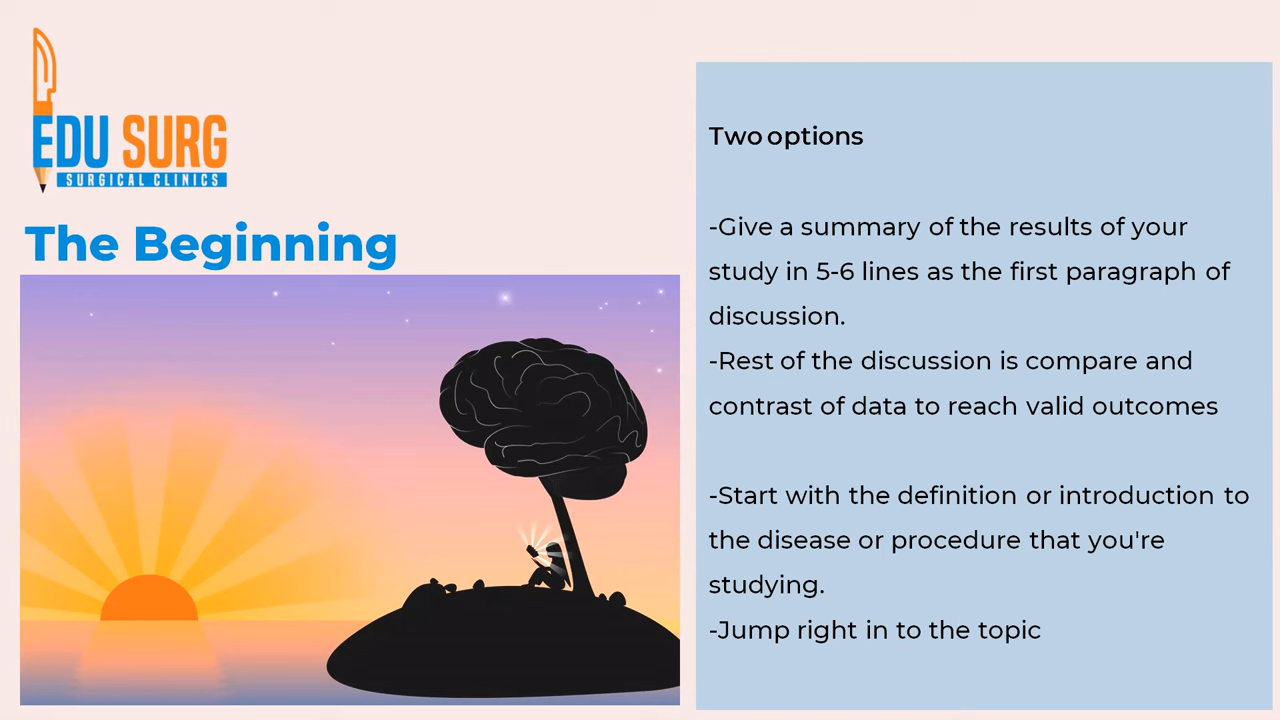 EDU SURG
SURGICAL CLINICS
The Beginning
Two options
-Give a summary of the results of your
study in 5-6 lines as the first paragraph of
discussion.
-Rest of the discussion is compare and
contrast of data to reach valid outcomes
-Start with the definition or introduction to
the disease or procedure that you're
studying.
-Jump right in to the topic